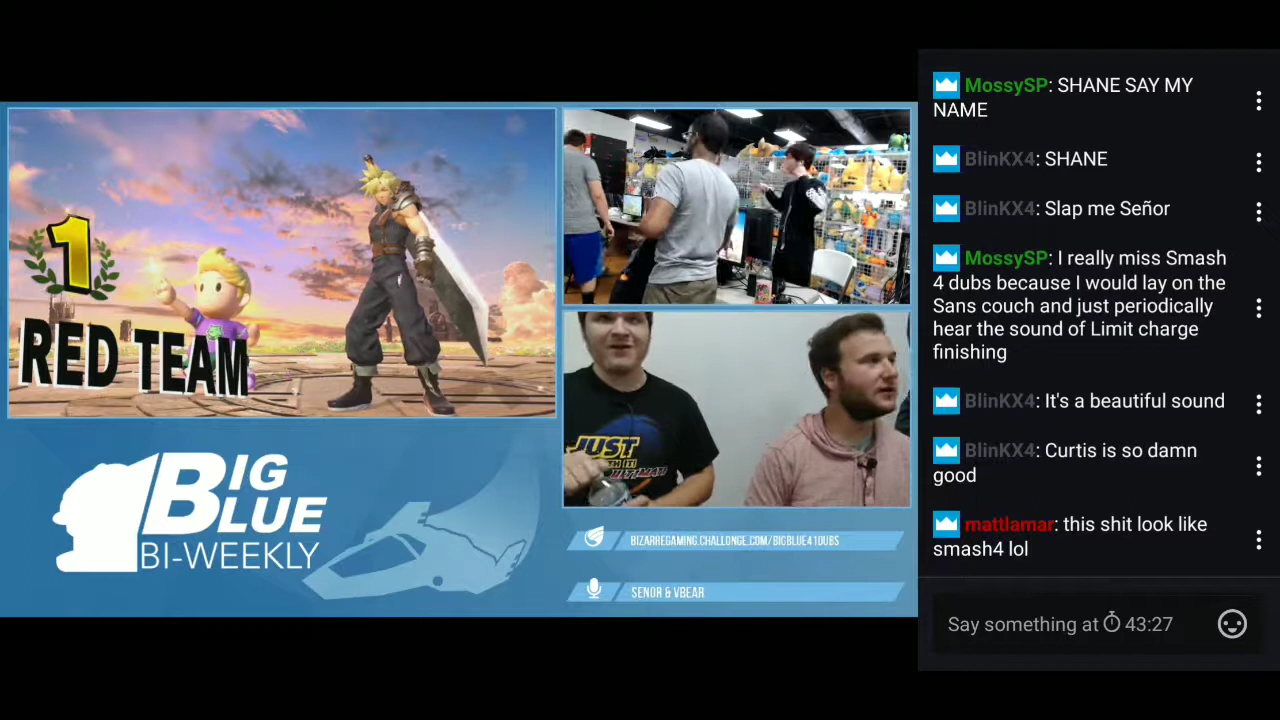 1
RED TEAM
BIG
BLUE
BI-WEEKLY
JUST
BIZARREGAMING.CHALLONGE.COM/BIGBLUE41DUBS
SENOR & VBEAR
MossySP: SHANE SAY MY
NAME
BlinKX4: SHANE
BlinKX4: Slap me Señor
MossySP: I really miss Smash
4 dubs because I would lay on the
Sans couch and just periodically
hear the sound of Limit charge
finishing
BlinKX4: It's a beautiful sound
BlinKX4: Curtis is so damn
good
mattlamar: this shit look like
smash4 lol
Say something at 43:27